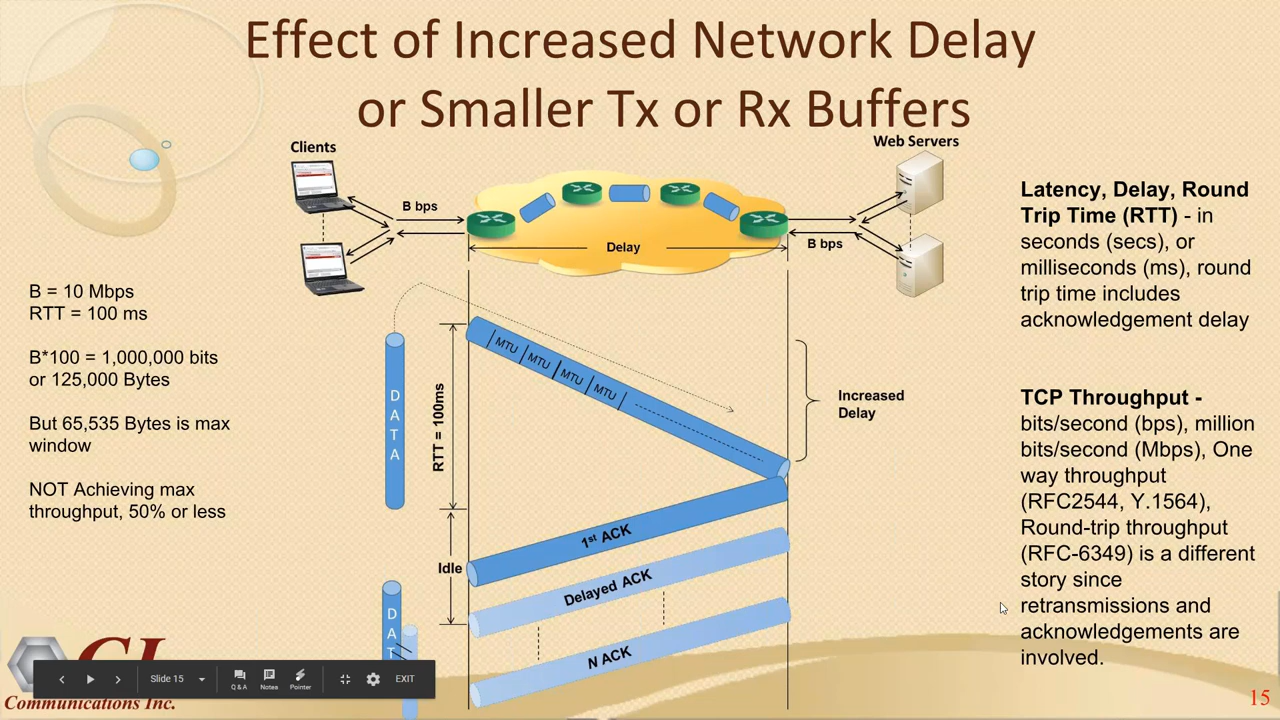 Effect of Increased Network Delay
or Smaller Tx or Rx Buffers
Clients
Web Servers
B bps
B bps
Delay
B = 10 Mbps
RTT = 100 ms
B*100 = 1,000,000 bits
or 125,000 Bytes
But 65,535 Bytes is max
window
NOT Achieving max
throughput, 50% or less
DATA
RTT = 100ms
MTU
MTU
MTU
MTU
Increased
Delay
1st ACK
Idle
Delayed ACK
N ACK
DAT
Latency, Delay, Round
Trip Time (RTT) - in
seconds (secs), or
milliseconds (ms), round
trip time includes
acknowledgement delay
TCP Throughput -
bits/second (bps), million
bits/second (Mbps), One
way throughput
(RFC2544, Y.1564),
Round-trip throughput
(RFC-6349) is a different
story since
retransmissions and
acknowledgements are
involved.
Slide 15
Q & A
Notes
Pointer
EXIT
Communications Inc.
15